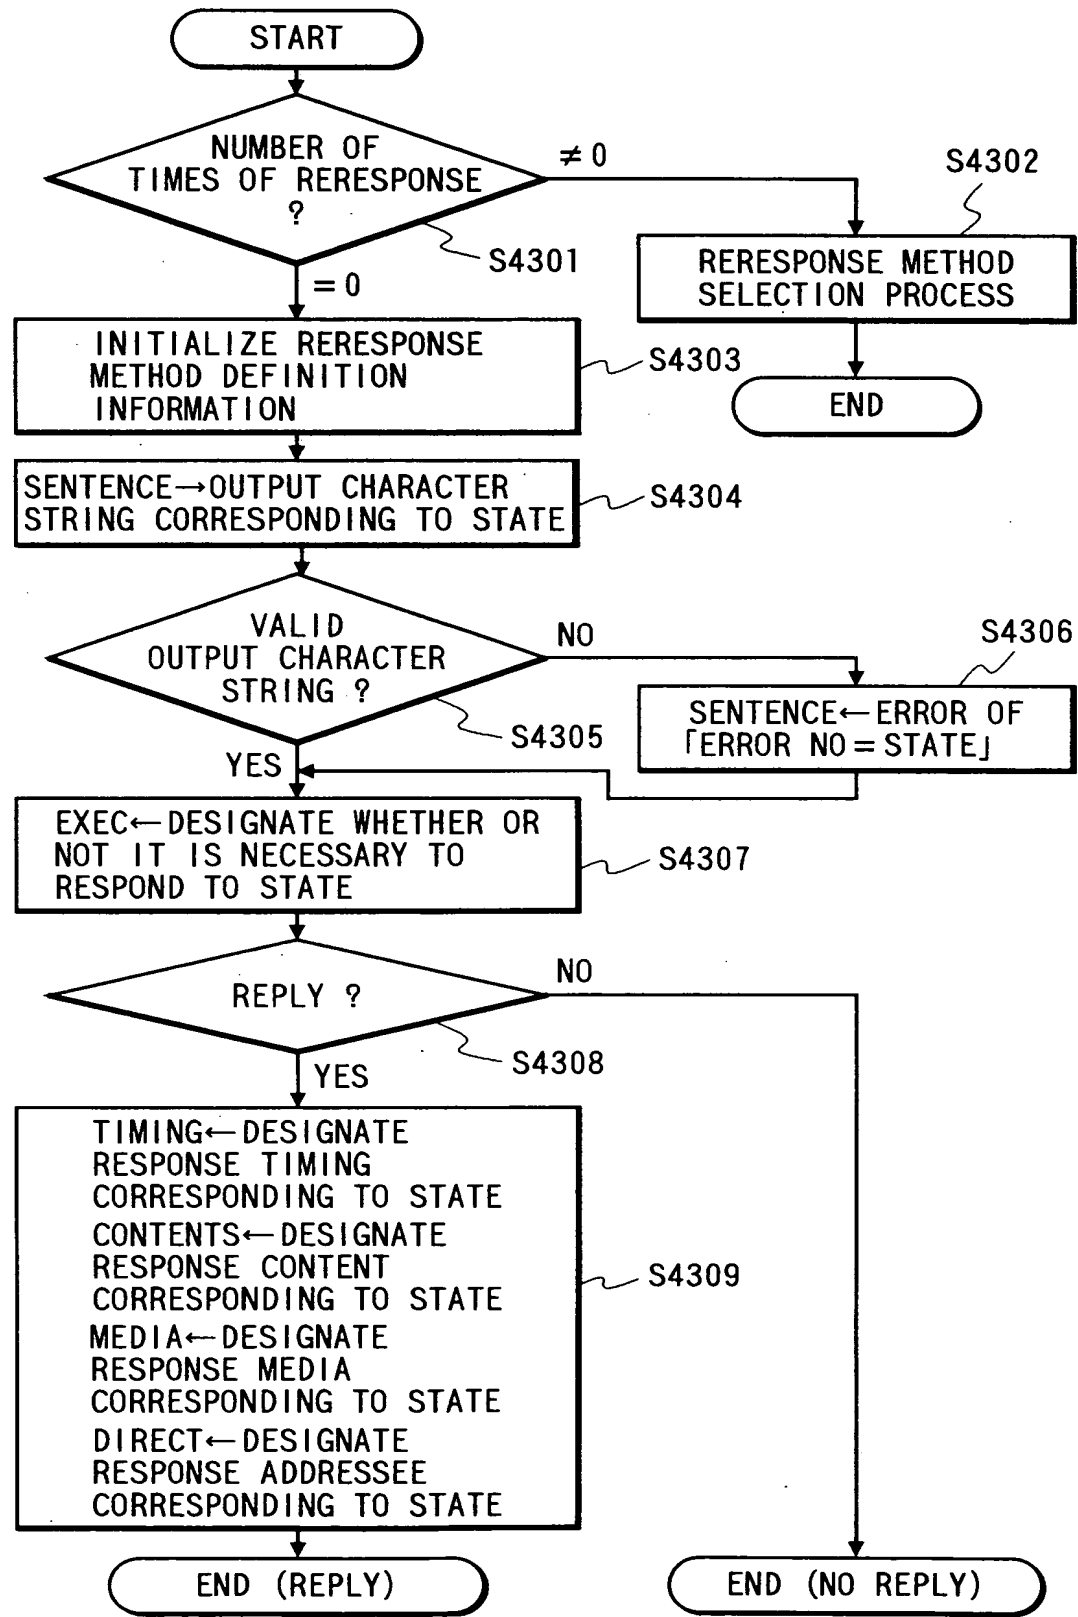 START
NUMBER OF
TIMES OF RERESPONSE
?
≠0
S4301
=0
S4302
RERESPONSE METHOD
SELECTION PROCESS
END
INITIALIZE RERESPONSE
METHOD DEFINITION
INFORMATION
S4303
SENTENCE→OUTPUT CHARACTER
STRING CORRESPONDING TO STATE
S4304
VALID
OUTPUT CHARACTER
STRING ?
NO
S4305
YES
S4306
SENTENCE←ERROR OF
「ERROR NO=STATE」
EXEC←DESIGNATE WHETHER OR
NOT IT IS NECESSARY TO
RESPOND TO STATE
S4307
REPLY ?
NO
S4308
YES
TIMING←DESIGNATE
RESPONSE TIMING
CORRESPONDING TO STATE
CONTENTS←DESIGNATE
RESPONSE CONTENT
CORRESPONDING TO STATE
MEDIA←DESIGNATE
RESPONSE MEDIA
CORRESPONDING TO STATE
DIRECT←DESIGNATE
RESPONSE ADDRESSEE
CORRESPONDING TO STATE
S4309
END (REPLY)
END (NO REPLY)